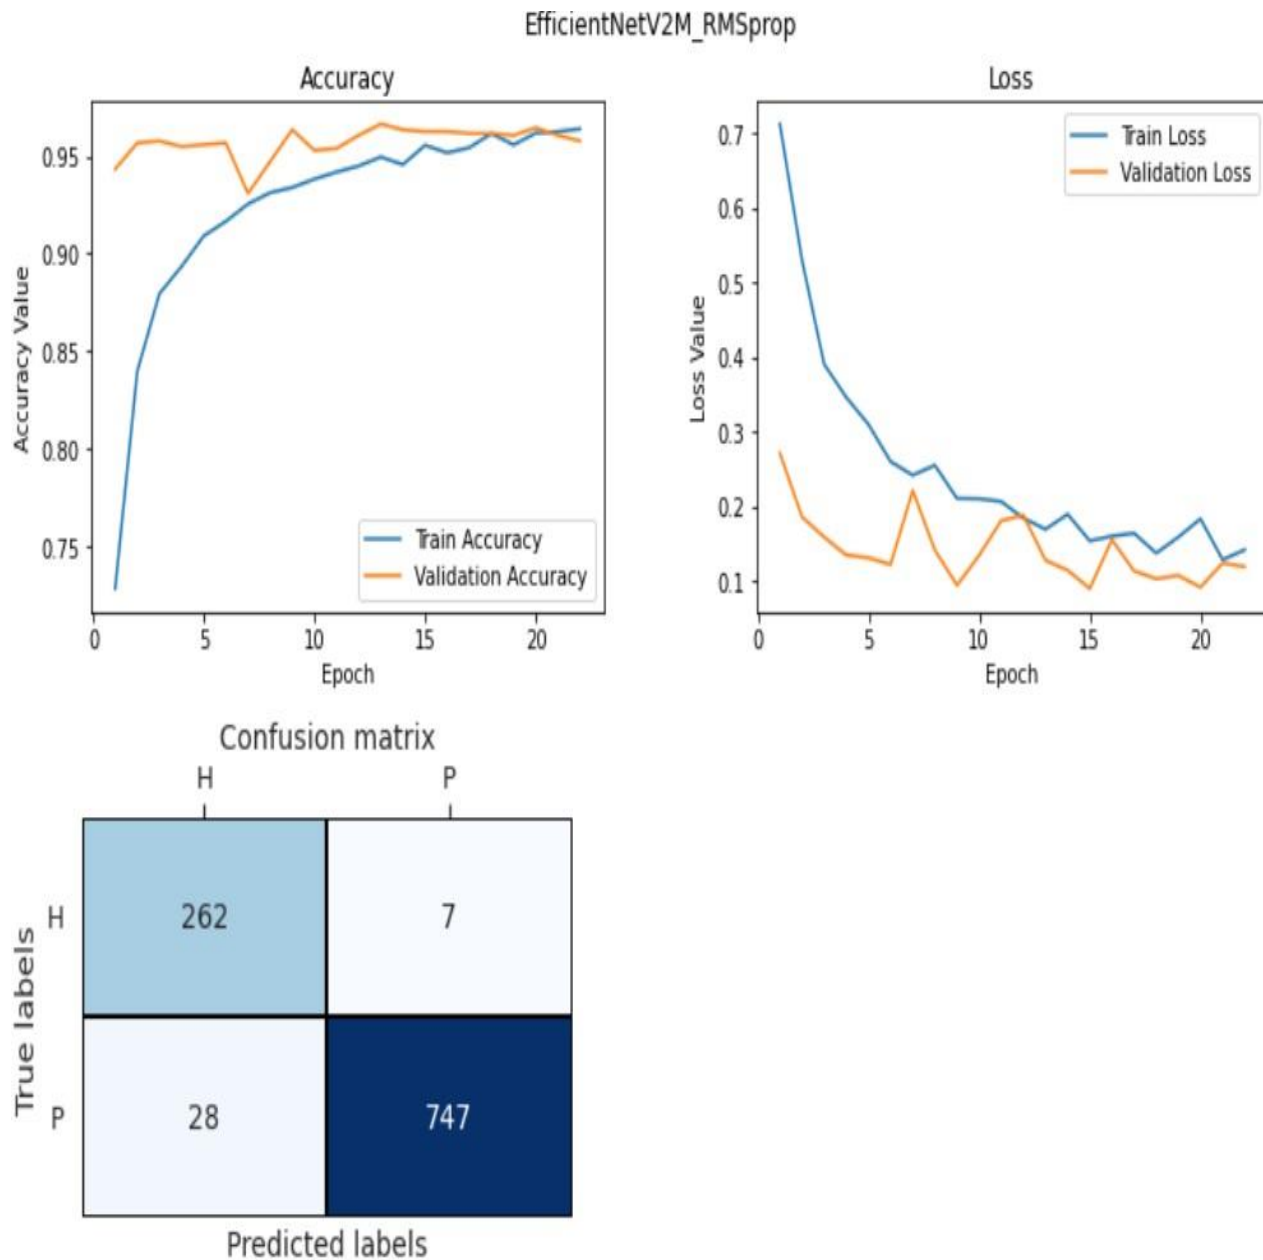 EfficientNetV2M_RMSprop
Accuracy
Accuracy Value
0.95
0.90
0.85
0.80
0.75
Train Accuracy
Validation Accuracy
0 5 10 15 20
Epoch
Loss
Loss Value
0.7
0.6
0.5
0.4
0.3
0.2
0.1
Train Loss
Validation Loss
0 5 10 15 20
Epoch
Confusion matrix
H P
True labels
H 262 7
P 28 747
Predicted labels